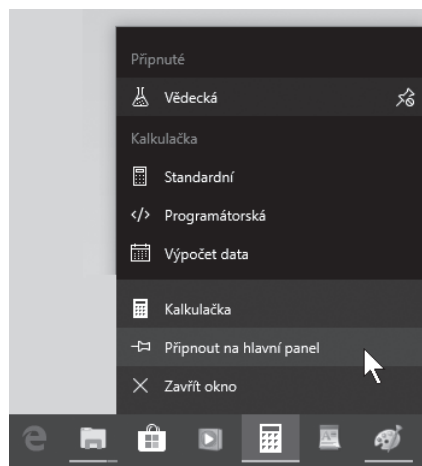 Připnuté
Vědecká
Kalkulačka
Standardní
Programátorská
Výpočet data
Kalkulačka
Připnout na hlavní panel
Zavřít okno